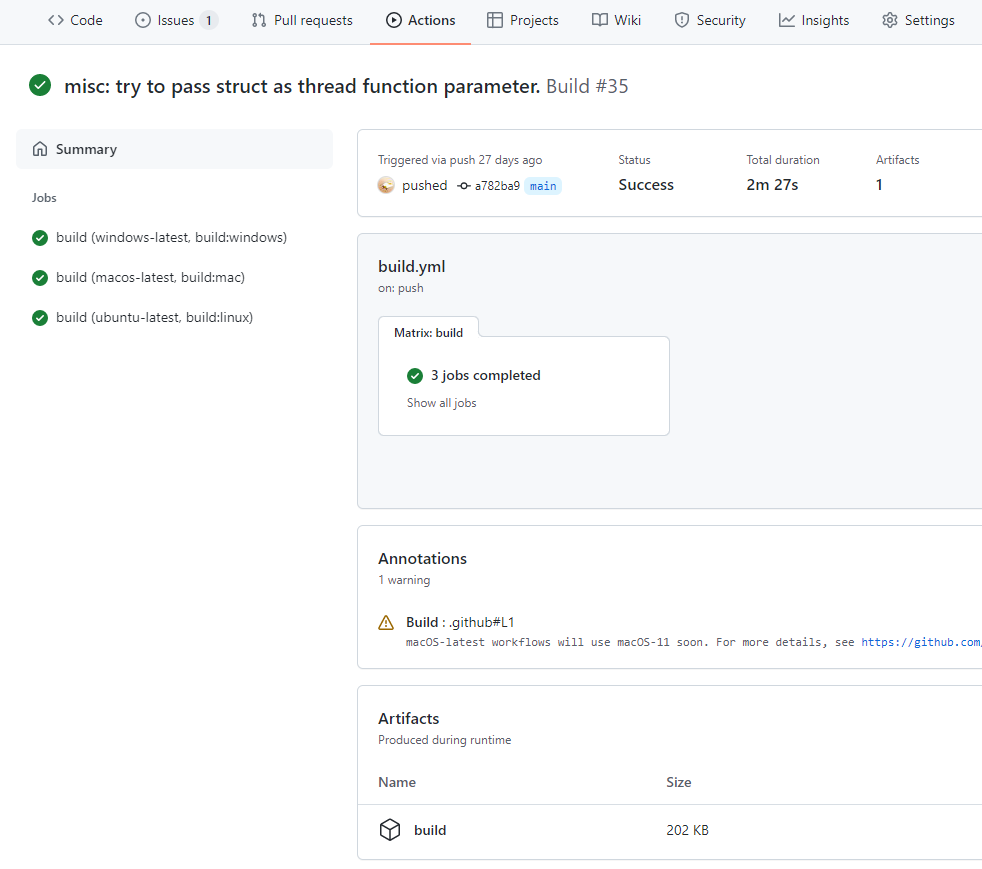 Code Issues 1 Pull requests Actions Projects Wiki Security Insights Settings
misc: try to pass struct as thread function parameter. Build #35
Summary
Jobs
build (windows-latest, build:windows)
build (macos-latest, build:mac)
build (ubuntu-latest, build:linux)
Triggered via push 27 days ago
pushed a782ba9 main
Status
Success
Total duration
2m 27s
Artifacts
1
build.yml
on: push
Matrix: build
3 jobs completed
Show all jobs
Annotations
1 warning
Build : .github#L1
macOS-latest workflows will use macOS-11 soon. For more details, see https://github.com/
Artifacts
Produced during runtime
Name Size
build 202 KB